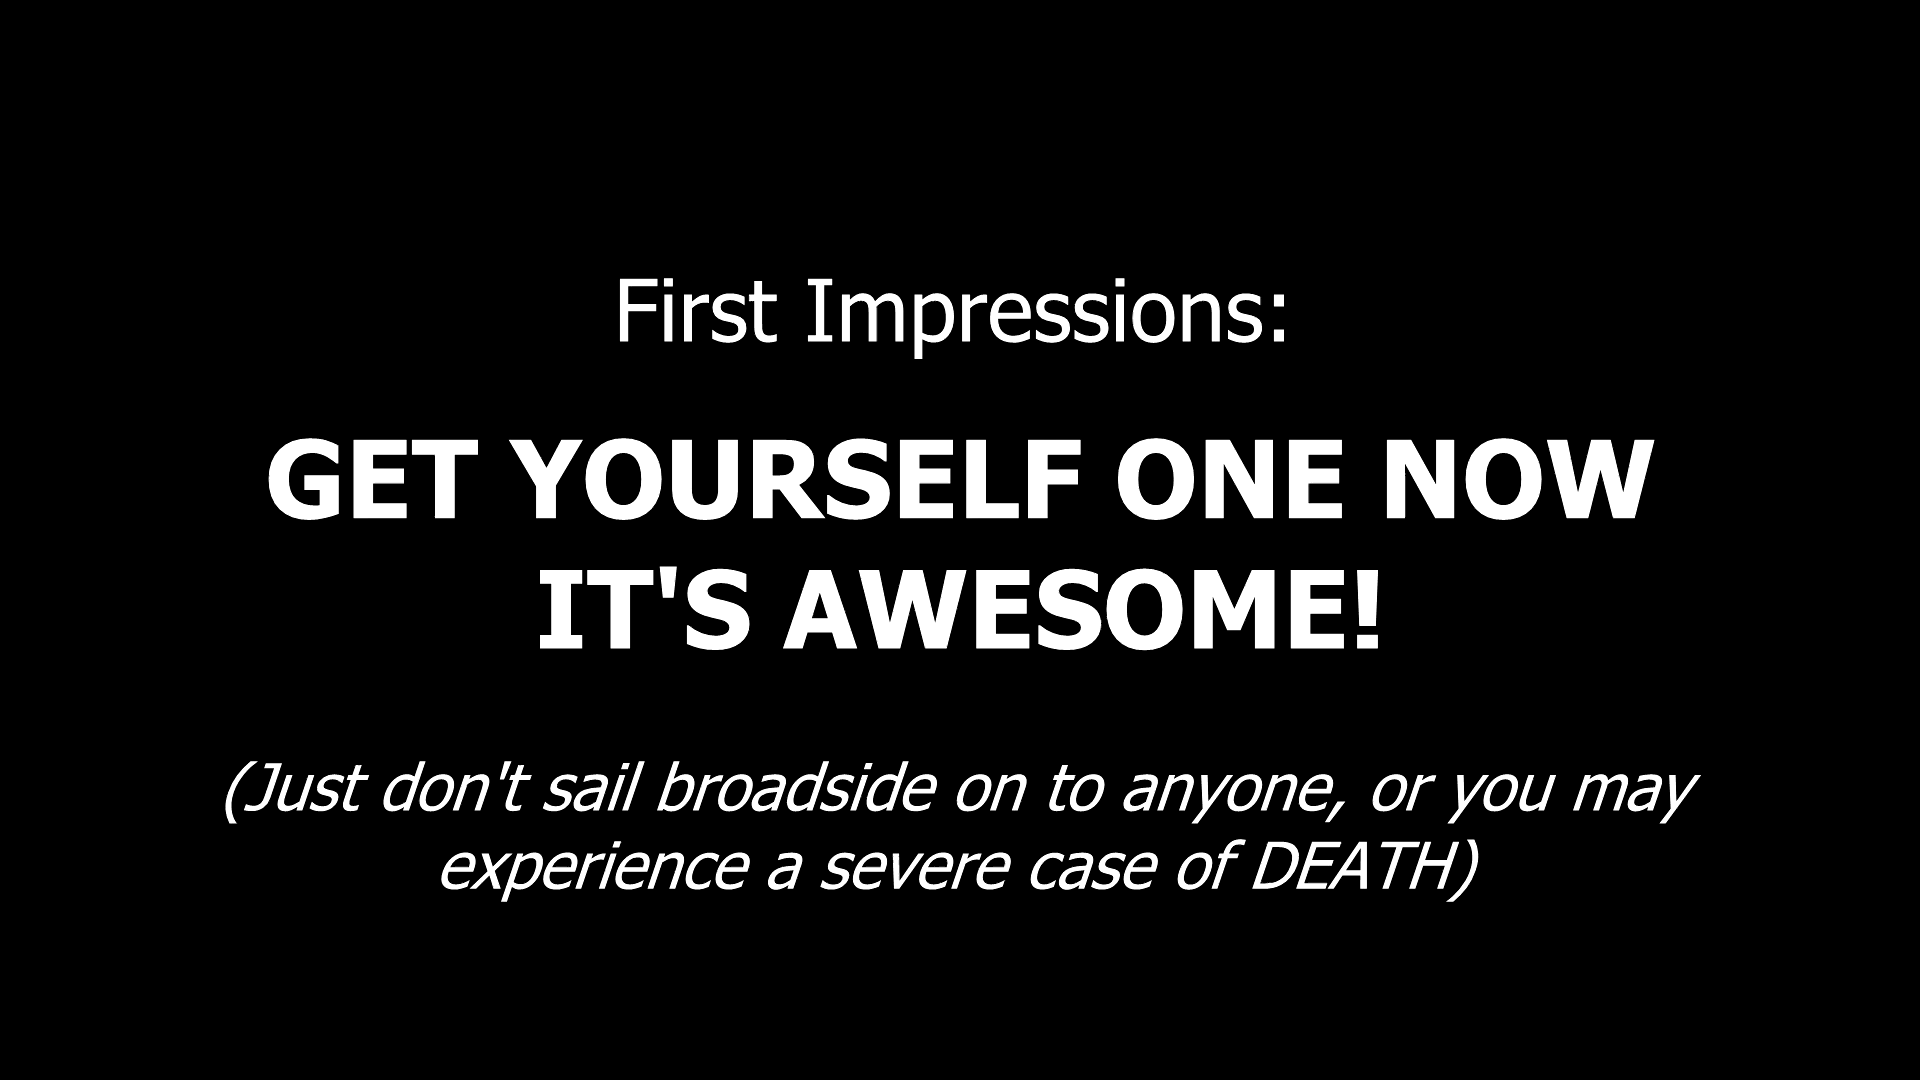 First Impressions:
GET YOURSELF ONE NOW
IT'S AWESOME!
(Just don't sail broadside on to anyone, or you may
experience a severe case of DEATH)